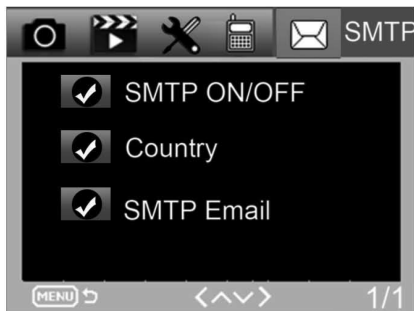 SMTP
SMTP ON/OFF
Country
SMTP Email
MENU 1/1